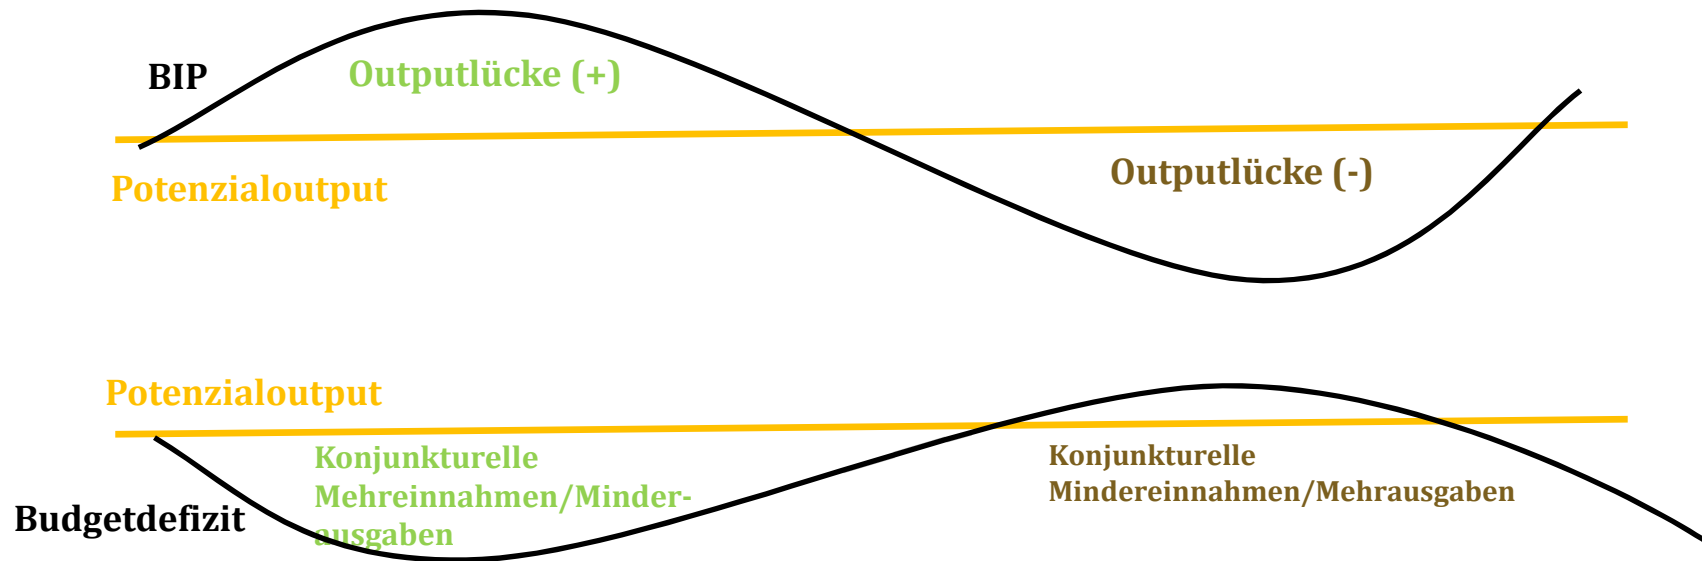 BIP
Outputlücke (+)
Potenzialoutput
Outputlücke (-)
Potenzialoutput
Konjunkturelle
Mehreinnahmen/Minder-
ausgaben
Konjunkturelle
Mindereinnahmen/Mehrausgaben
Budgetdefizit